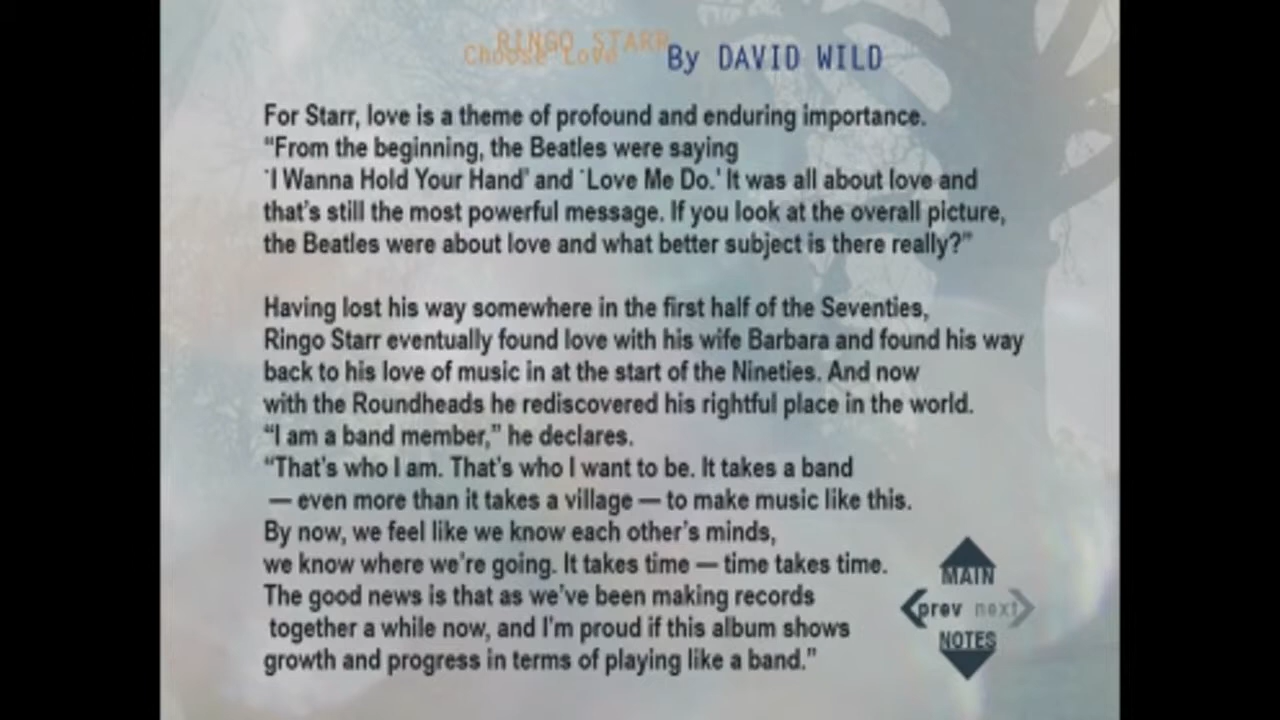 RINGO STARR
Choose Love
By DAVID WILD
For Starr, love is a theme of profound and enduring importance.
“From the beginning, the Beatles were saying
‘I Wanna Hold Your Hand’ and ‘Love Me Do.’ It was all about love and
that’s still the most powerful message. If you look at the overall picture,
the Beatles were about love and what better subject is there really?”
Having lost his way somewhere in the first half of the Seventies,
Ringo Starr eventually found love with his wife Barbara and found his way
back to his love of music in at the start of the Nineties. And now
with the Roundheads he rediscovered his rightful place in the world.
“I am a band member,” he declares.
“That’s who I am. That’s who I want to be. It takes a band
— even more than it takes a village — to make music like this.
By now, we feel like we know each other’s minds,
we know where we’re going. It takes time — time takes time.
The good news is that as we’ve been making records
together a while now, and I’m proud if this album shows
growth and progress in terms of playing like a band.”
MAIN
prev next
NOTES